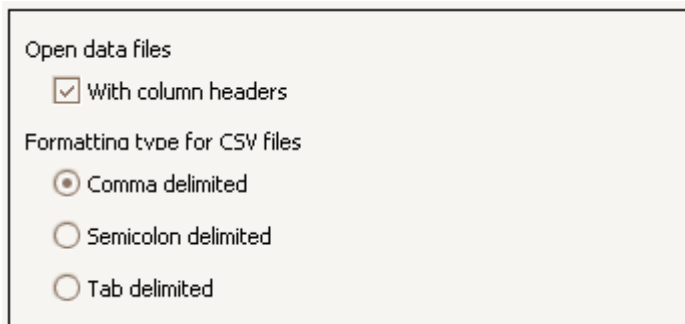 Open data files
With column headers
Formatting type for CSV files
Comma delimited
Semicolon delimited
Tab delimited